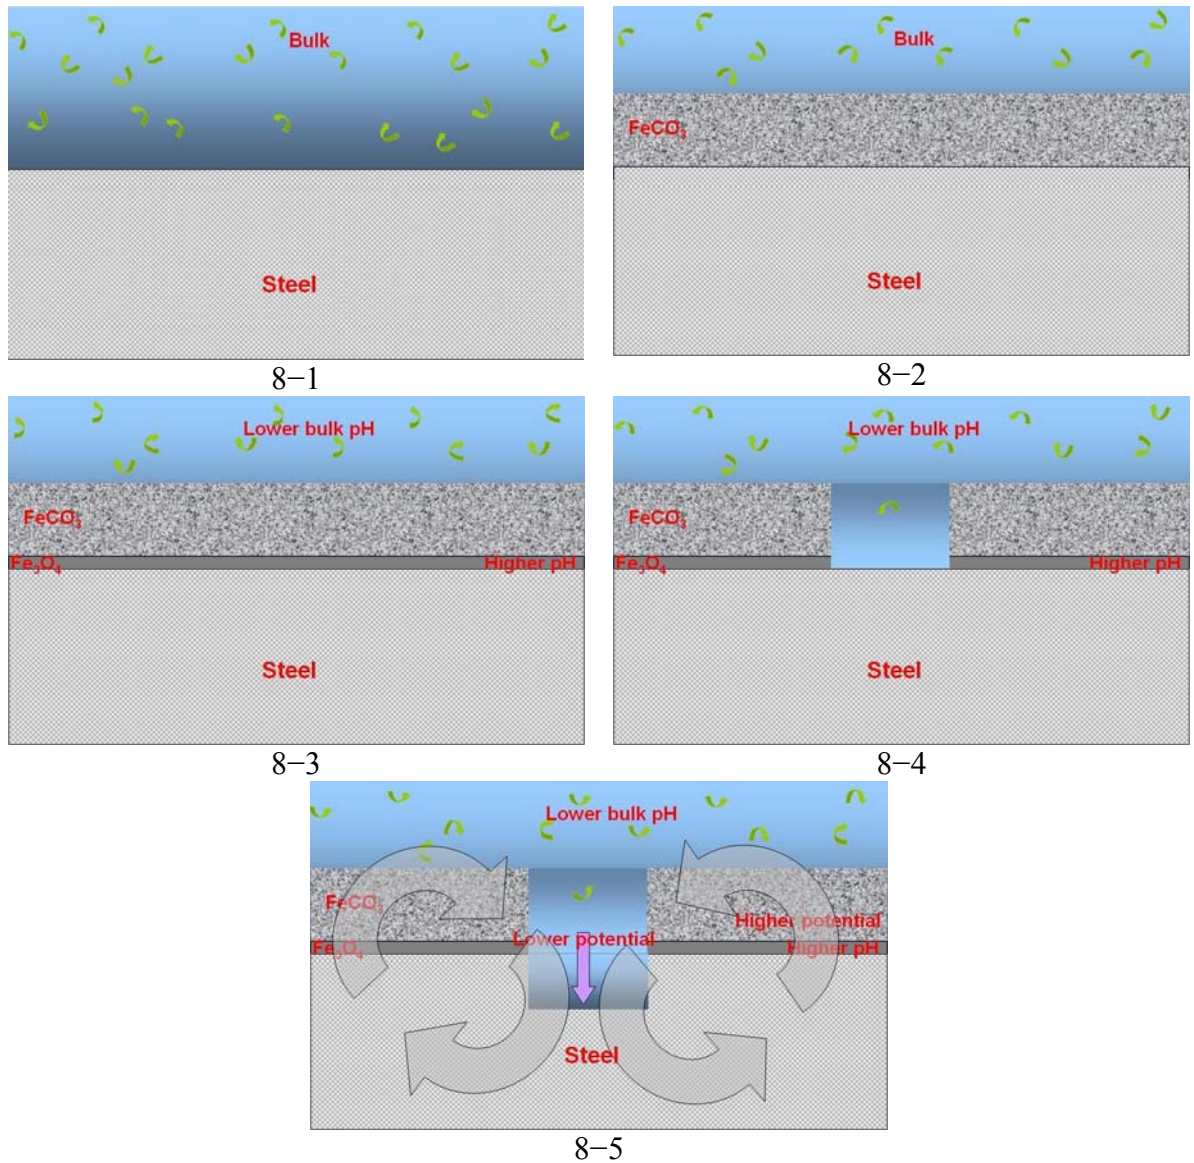 Bulk
FeCO₃
Steel
8−1
Bulk
FeCO₃
Steel
8−2
Lower bulk pH
FeCO₃
Fe₃O₄ Higher pH
Steel
8−3
Lower bulk pH
FeCO₃
Fe₃O₄ Higher pH
Steel
8−4
Lower bulk pH
FeCO₃
Higher potential
Lower potential
Fe₃O₄ Higher pH
Steel
8−5